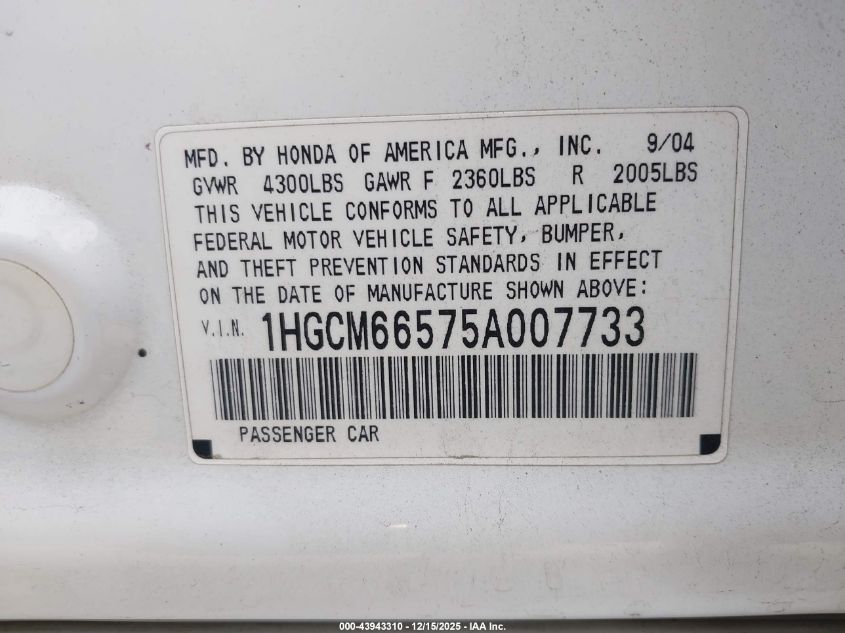 MFD. BY HONDA OF AMERICA MFG., INC. 9/04
GVWR 4300LBS GAWR F 2360LBS R 2005LBS
THIS VEHICLE CONFORMS TO ALL APPLICABLE
FEDERAL MOTOR VEHICLE SAFETY, BUMPER,
AND THEFT PREVENTION STANDARDS IN EFFECT
ON THE DATE OF MANUFACTURE SHOWN ABOVE:
V.I.N. 1HGCM66575A007733
PASSENGER CAR
000-43943310 - 12/15/2025 - IAA Inc.